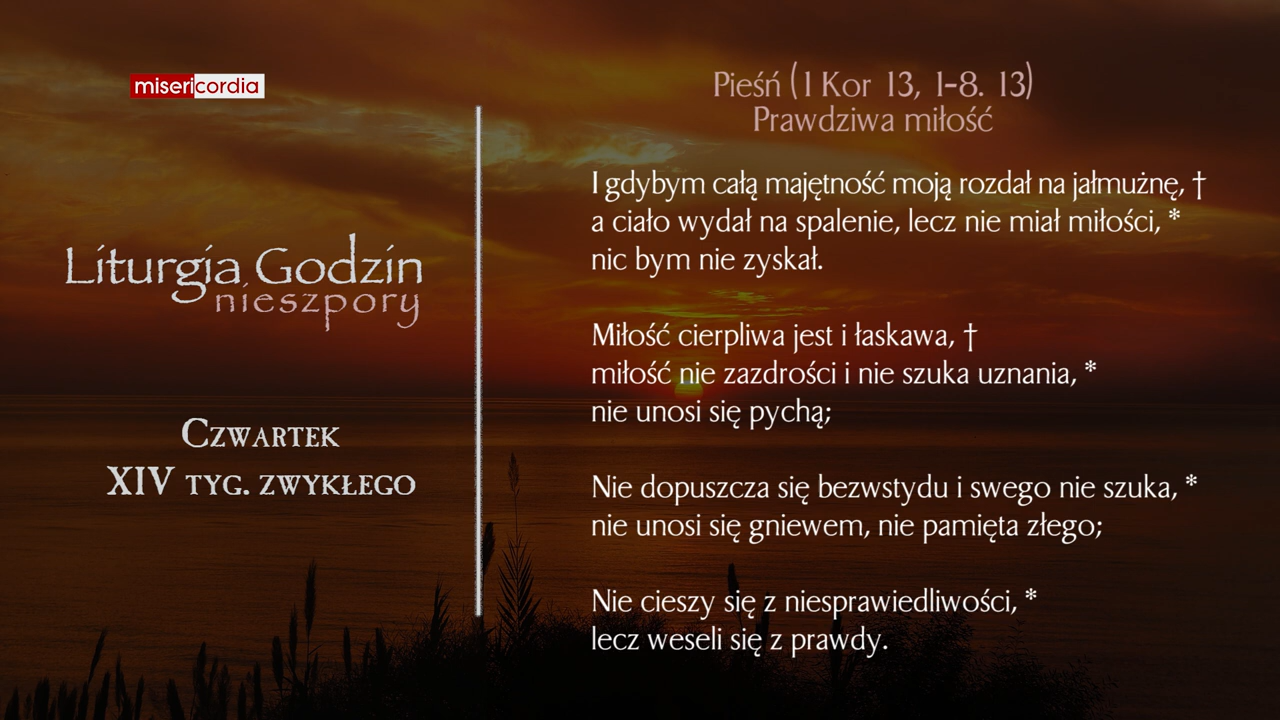 misericordia
Liturgia Godzin
nieszpory
Czwartek
XIV tyg. zwykłego
Pieśń (1 Kor 13, 1-8. 13)
Prawdziwa miłość
I gdybym całą majętność moją rozdał na jałmużnę, †
a ciało wydał na spalenie, lecz nie miał miłości, *
nic bym nie zyskał.
Miłość cierpliwa jest i łaskawa, †
miłość nie zazdrości i nie szuka uznania, *
nie unosi się pychą;
Nie dopuszcza się bezwstydu i swego nie szuka, *
nie unosi się gniewem, nie pamięta złego;
Nie cieszy się z niesprawiedliwości, *
lecz weseli się z prawdy.